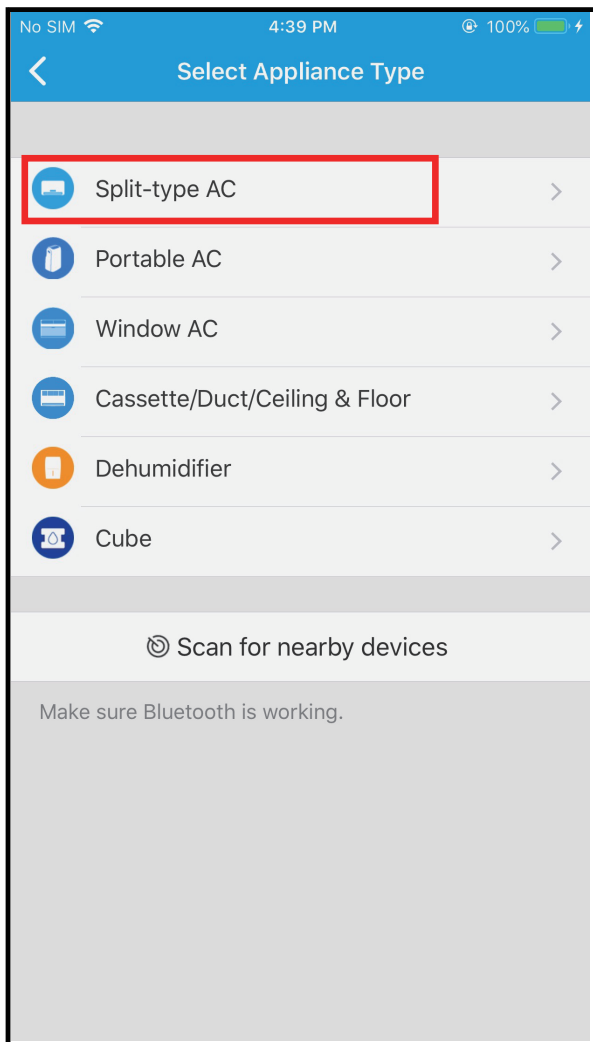 No SIM 4:39 PM 100%
Select Appliance Type
Split-type AC
Portable AC
Window AC
Cassette/Duct/Ceiling & Floor
Dehumidifier
Cube
Scan for nearby devices
Make sure Bluetooth is working.